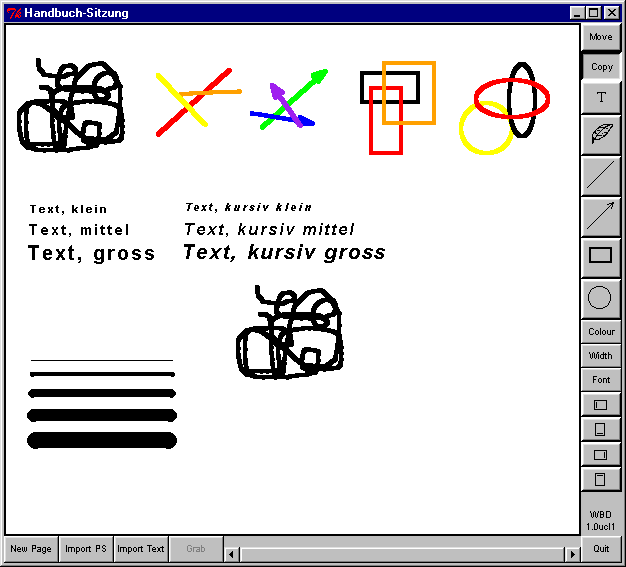 Handbuch-Sitzung
Move
Copy
T
Text, klein
Text, kursiv klein
Text, mittel
Text, kursiv mittel
Text, gross
Text, kursiv gross
Colour
Width
Font
WBD
1.0ucl1
New Page
Import PS
Import Text
Grab
Quit